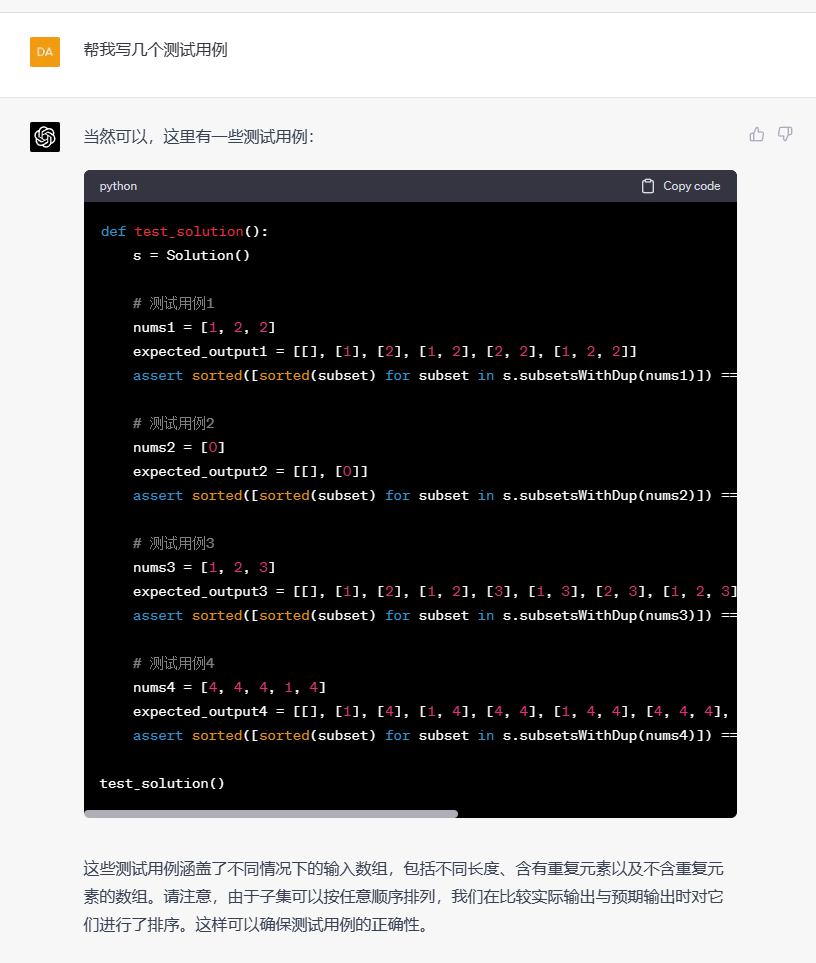 DA
帮我写几个测试用例
当然可以，这里有一些测试用例：
python
Copy code
def test_solution():
    s = Solution()
    # 测试用例1
    nums1 = [1, 2, 2]
    expected_output1 = [[], [1], [2], [1, 2], [2, 2], [1, 2, 2]]
    assert sorted([sorted(subset) for subset in s.subsetsWithDup(nums1)]) ==
    # 测试用例2
    nums2 = [0]
    expected_output2 = [[], [0]]
    assert sorted([sorted(subset) for subset in s.subsetsWithDup(nums2)]) ==
    # 测试用例3
    nums3 = [1, 2, 3]
    expected_output3 = [[], [1], [2], [1, 2], [3], [1, 3], [2, 3], [1, 2, 3]
    assert sorted([sorted(subset) for subset in s.subsetsWithDup(nums3)]) ==
    # 测试用例4
    nums4 = [4, 4, 4, 1, 4]
    expected_output4 = [[], [1], [4], [1, 4], [4, 4], [1, 4, 4], [4, 4, 4],
    assert sorted([sorted(subset) for subset in s.subsetsWithDup(nums4)]) ==
test_solution()
这些测试用例涵盖了不同情况下的输入数组，包括不同长度、含有重复元素以及不含重复元
素的数组。请注意，由于子集可以按任意顺序排列，我们在比较实际输出与预期输出时对它
们进行了排序。这样可以确保测试用例的正确性。